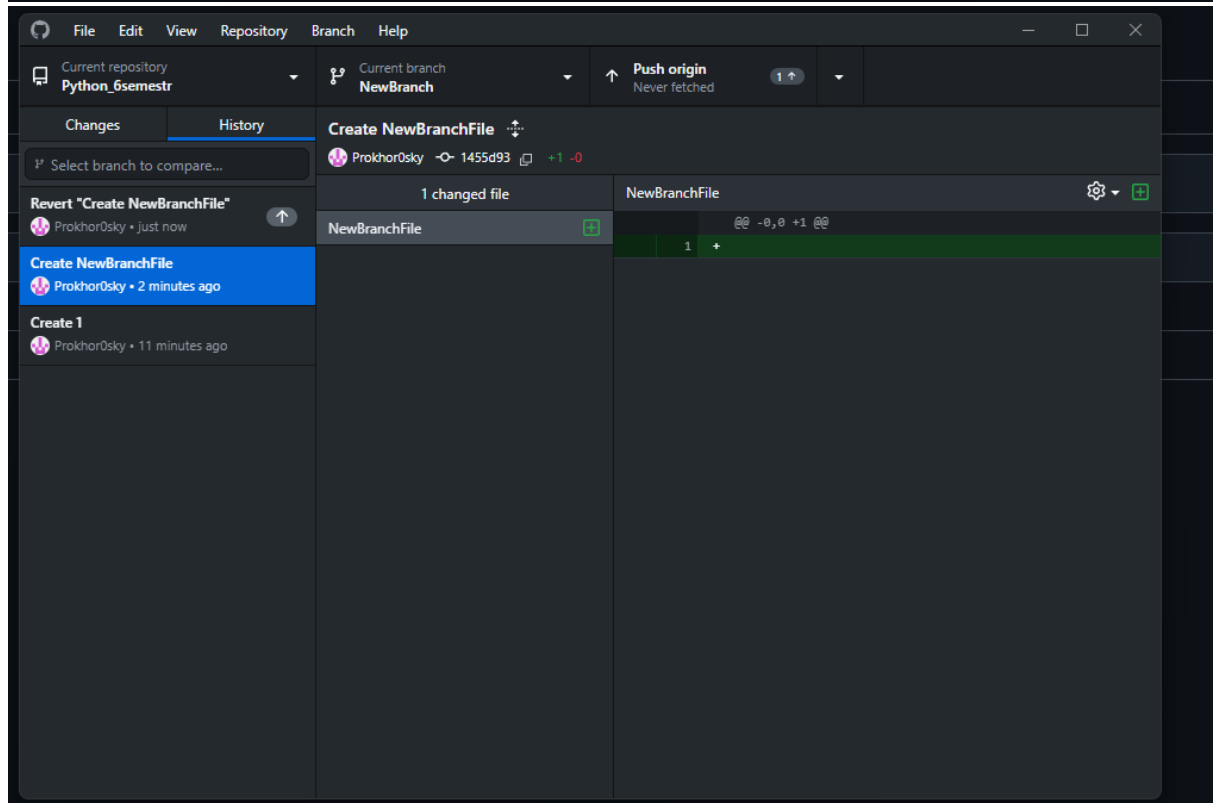 File Edit View Repository Branch Help
Current repository
Python_6semestr
Current branch
NewBranch
Push origin
Never fetched
1
Changes History
Select branch to compare...
Revert "Create NewBranchFile"
Prokhor0sky • just now
Create NewBranchFile
Prokhor0sky • 2 minutes ago
Create 1
Prokhor0sky • 11 minutes ago
Create NewBranchFile
Prokhor0sky 1455d93 +1 -0
1 changed file
NewBranchFile
NewBranchFile
@@ -0,0 +1 @@
1 +